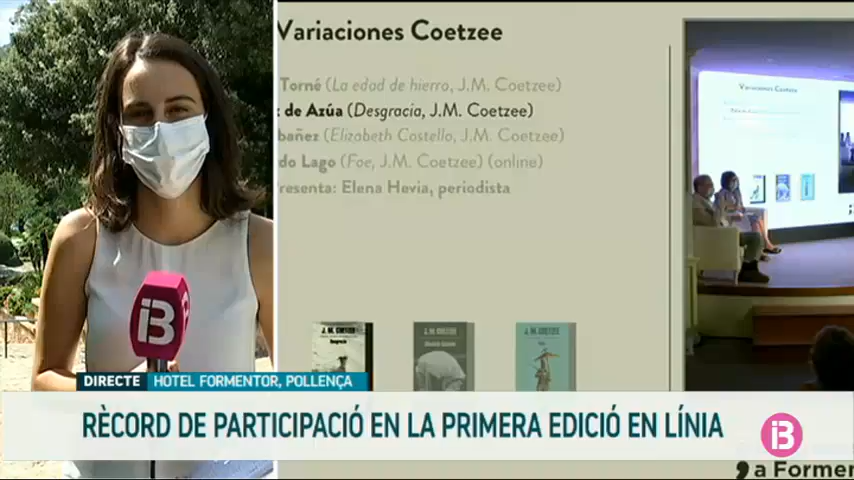 Variaciones Coetzee
Torné (La edad de hierro, J.M. Coetzee)
de Azúa (Desgracia, J.M. Coetzee)
Ibañez (Elizabeth Costello, J.M. Coetzee)
do Lago (Foe, J.M. Coetzee) (online)
Presenta: Elena Hevia, periodista
Variaciones Coetzee
J. M. COETZEE
J. M. COETZEE
J. M. COETZEE
IB
DIRECTE HOTEL FORMENTOR, POLLENÇA
RÈCORD DE PARTICIPACIÓ EN LA PRIMERA EDICIÓ EN LÍNIA
IB
a Formen